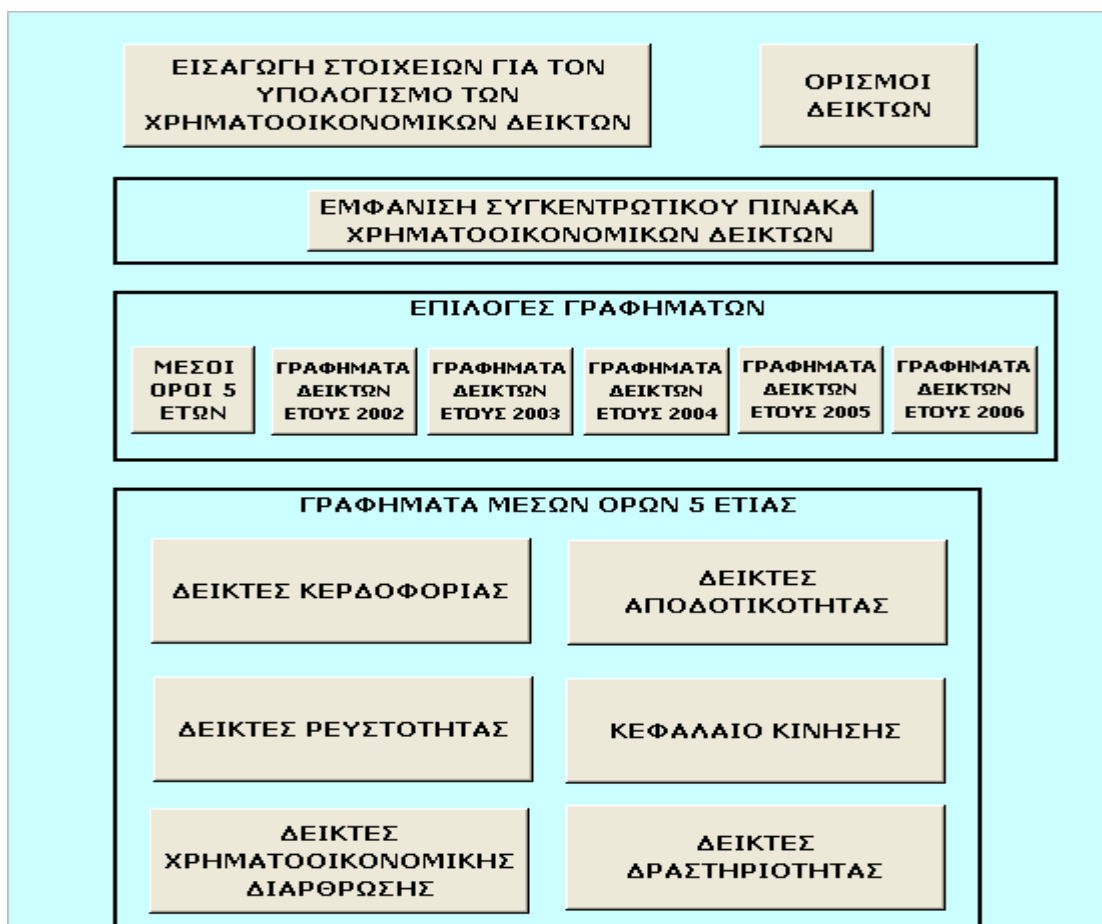 ΕΙΣΑΓΩΓΗ ΣΤΟΙΧΕΙΩΝ ΓΙΑ ΤΟΝ
ΥΠΟΛΟΓΙΣΜΟ ΤΩΝ
ΧΡΗΜΑΤΟΟΙΚΟΝΟΜΙΚΩΝ ΔΕΙΚΤΩΝ
ΟΡΙΣΜΟΙ
ΔΕΙΚΤΩΝ
ΕΜΦΑΝΙΣΗ ΣΥΓΚΕΝΤΡΩΤΙΚΟΥ ΠΙΝΑΚΑ
ΧΡΗΜΑΤΟΟΙΚΟΝΟΜΙΚΩΝ ΔΕΙΚΤΩΝ
ΕΠΙΛΟΓΕΣ ΓΡΑΦΗΜΑΤΩΝ
ΜΕΣΟΙ
ΟΡΟΙ 5
ΕΤΩΝ
ΓΡΑΦΗΜΑΤΑ
ΔΕΙΚΤΩΝ
ΕΤΟΥΣ 2002
ΓΡΑΦΗΜΑΤΑ
ΔΕΙΚΤΩΝ
ΕΤΟΥΣ 2003
ΓΡΑΦΗΜΑΤΑ
ΔΕΙΚΤΩΝ
ΕΤΟΥΣ 2004
ΓΡΑΦΗΜΑΤΑ
ΔΕΙΚΤΩΝ
ΕΤΟΥΣ 2005
ΓΡΑΦΗΜΑΤΑ
ΔΕΙΚΤΩΝ
ΕΤΟΥΣ 2006
ΓΡΑΦΗΜΑΤΑ ΜΕΣΩΝ ΟΡΩΝ 5 ΕΤΙΑΣ
ΔΕΙΚΤΕΣ ΚΕΡΔΟΦΟΡΙΑΣ
ΔΕΙΚΤΕΣ
ΑΠΟΔΟΤΙΚΟΤΗΤΑΣ
ΔΕΙΚΤΕΣ ΡΕΥΣΤΟΤΗΤΑΣ
ΚΕΦΑΛΑΙΟ ΚΙΝΗΣΗΣ
ΔΕΙΚΤΕΣ
ΧΡΗΜΑΤΟΟΙΚΟΝΟΜΙΚΗΣ
ΔΙΑΡΘΡΩΣΗΣ
ΔΕΙΚΤΕΣ
ΔΡΑΣΤΗΡΙΟΤΗΤΑΣ